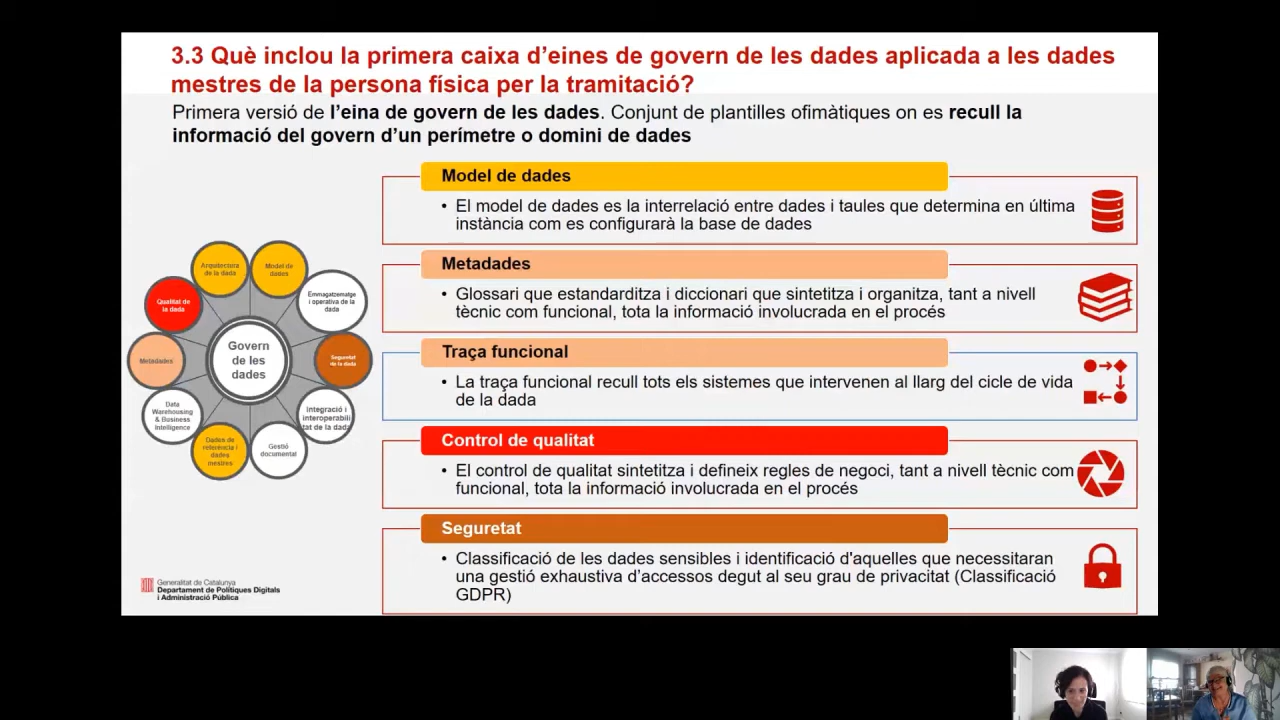 3.3 Què inclou la primera caixa d'eines de govern de les dades aplicada a les dades
mestres de la persona física per la tramitació?
Primera versió de l'eina de govern de les dades. Conjunt de plantilles ofimàtiques on es recull la
informació del govern d'un perímetre o domini de dades
Arquitectura
de la dada
Model de
dades
Qualitat de
la dada
Emmagatzematge
i operativa de la
dada
Metadades
Govern
de les
dades
Seguretat
de la dada
Data
Warehousing
& Business
Intelligence
Integració i
interoperabili
tat de la dada
Dades de
referència i
dades
mestres
Gestió
documental
Model de dades
• El model de dades es la interrelació entre dades i taules que determina en última
instància com es configurarà la base de dades
Metadades
• Glossari que estandarditza i diccionari que sintetitza i organitza, tant a nivell
tècnic com funcional, tota la informació involucrada en el procés
Traça funcional
• La traça funcional recull tots els sistemes que intervenen al llarg del cicle de vida
de la dada
Control de qualitat
• El control de qualitat sintetitza i defineix regles de negoci, tant a nivell tècnic com
funcional, tota la informació involucrada en el procés
Seguretat
• Classificació de les dades sensibles i identificació d'aquelles que necessitaran
una gestió exhaustiva d'accessos degut al seu grau de privacitat (Classificació
GDPR)
Generalitat de Catalunya
Departament de Polítiques Digitals
i Administració Pública